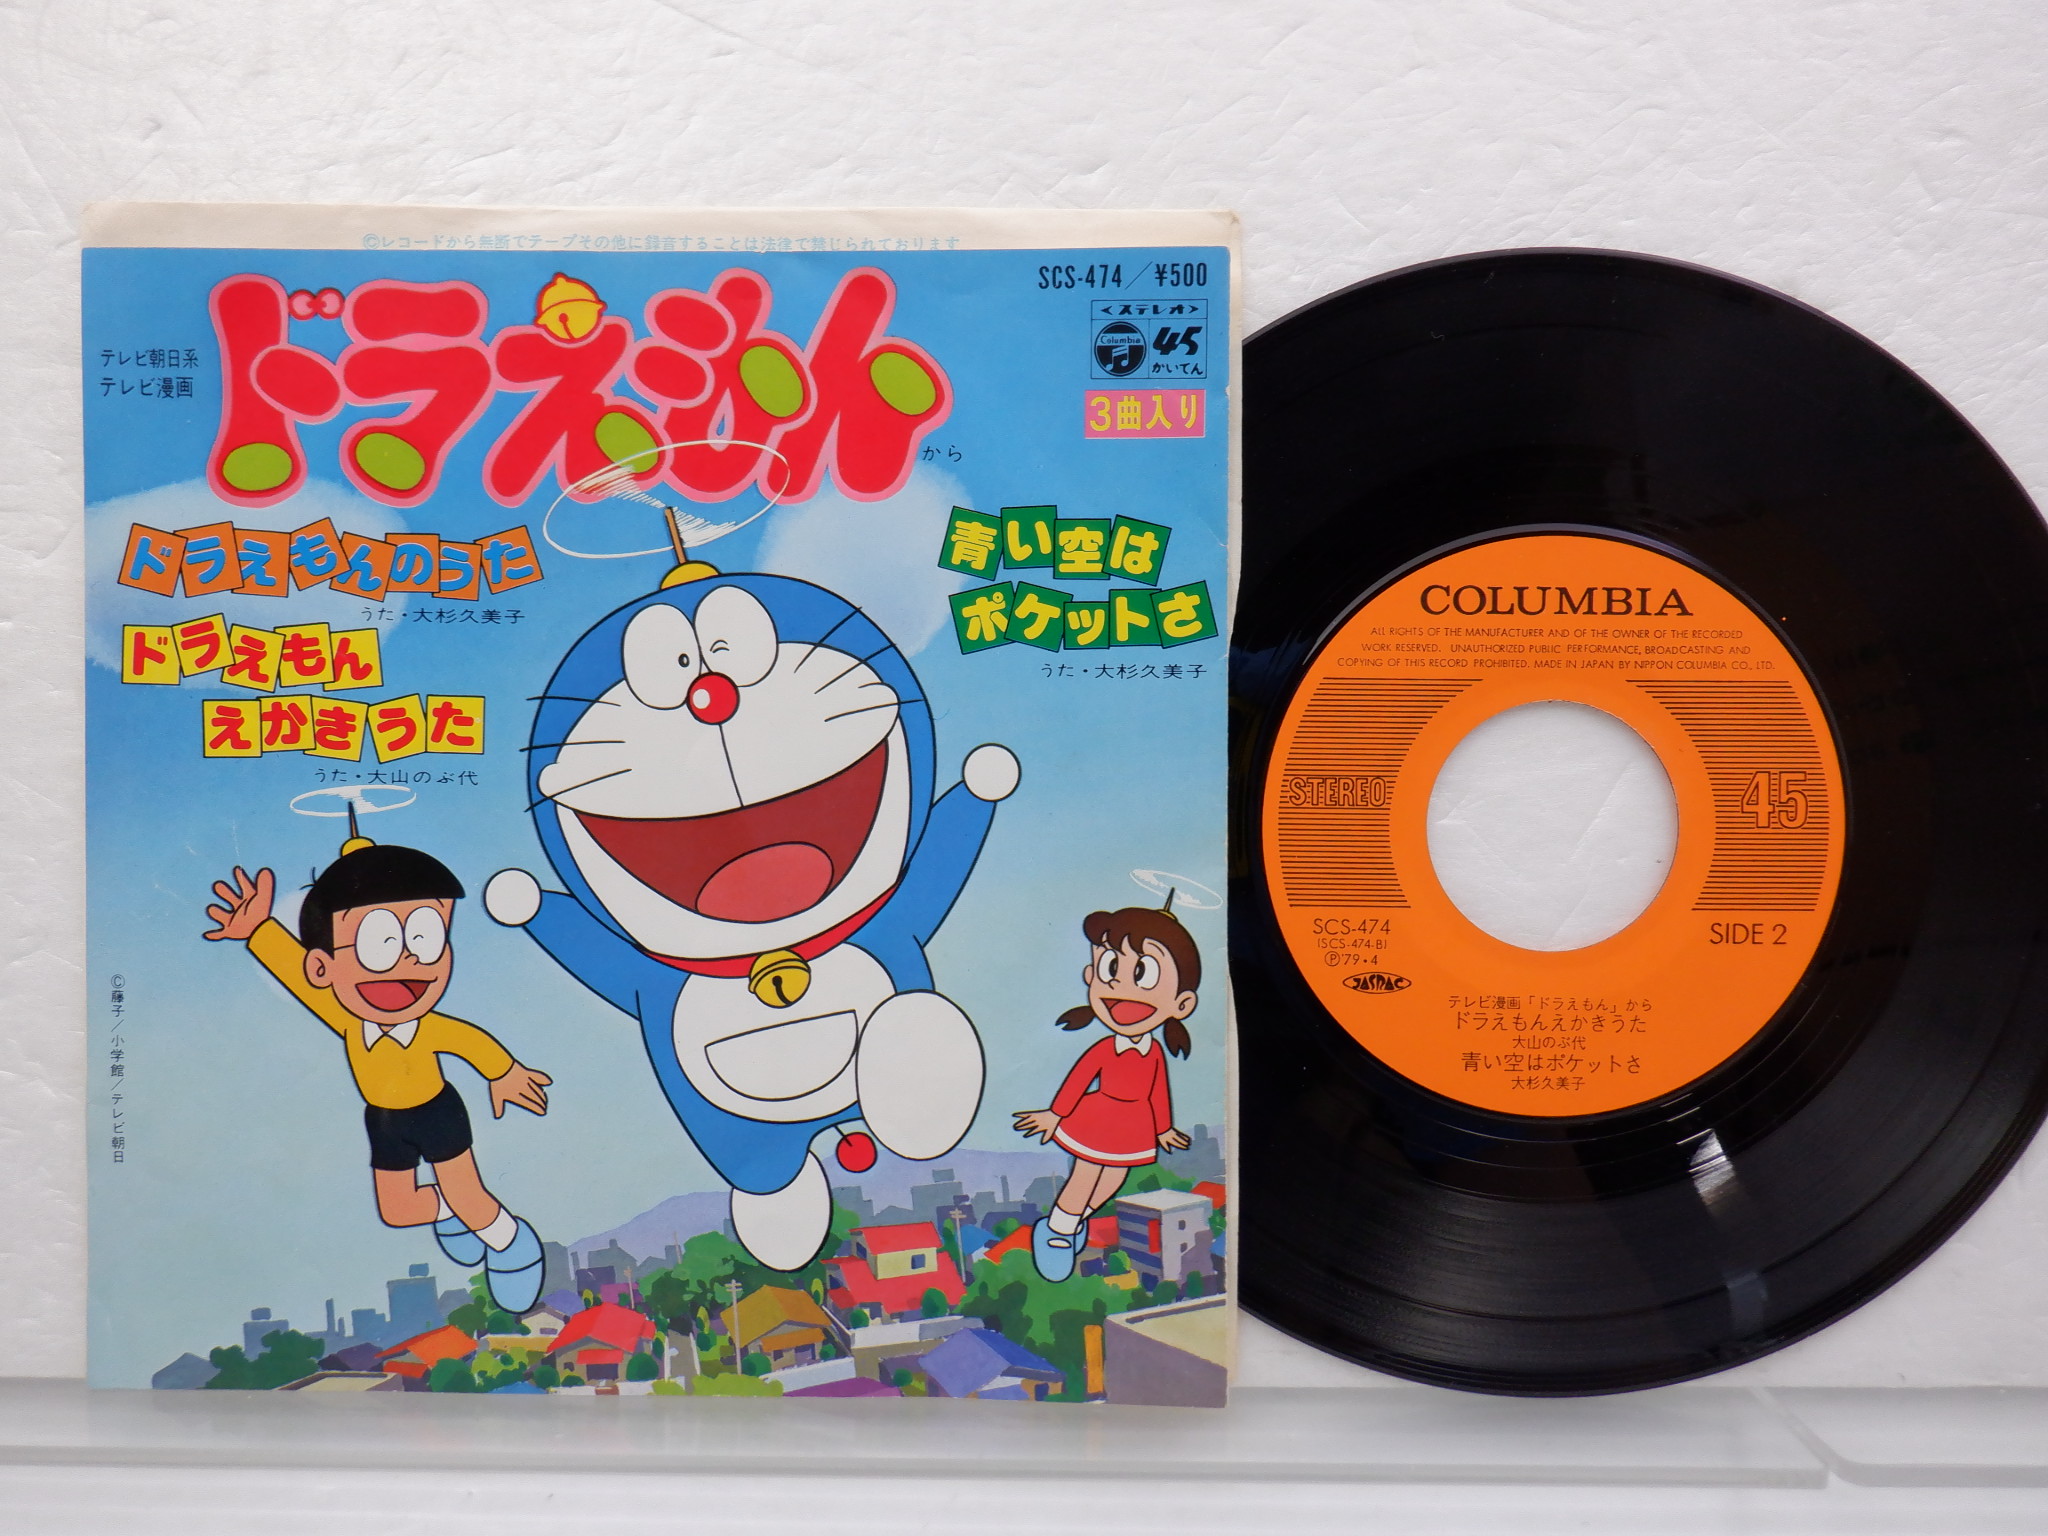 ©レコードから無断でテープその他に録音することは法律で禁じられております
SCS-474/¥500
<ステレオ>
Columbia
45
かいてん
3曲入り
テレビ朝日系
テレビ漫画
ドラえもん
から
ドラえもんのうた
うた・大杉久美子
ドラえもん
えかきうた
うた・大山のぶ代
青い空は
ポケットさ
うた・大杉久美子
©藤子/小学館/テレビ朝日
COLUMBIA
ALL RIGHTS OF THE MANUFACTURER AND OF THE OWNER OF THE RECORDED
WORK RESERVED. UNAUTHORIZED PUBLIC PERFORMANCE, BROADCASTING AND
COPYING OF THIS RECORD PROHIBITED. MADE IN JAPAN BY NIPPON COLUMBIA CO., LTD.
STEREO
45
SCS-474
(SCS-474-B)
Ⓟ'79・4
JASRAC
SIDE 2
テレビ漫画「ドラえもん」から
ドラえもんえかきうた
大山のぶ代
青い空はポケットさ
大杉久美子